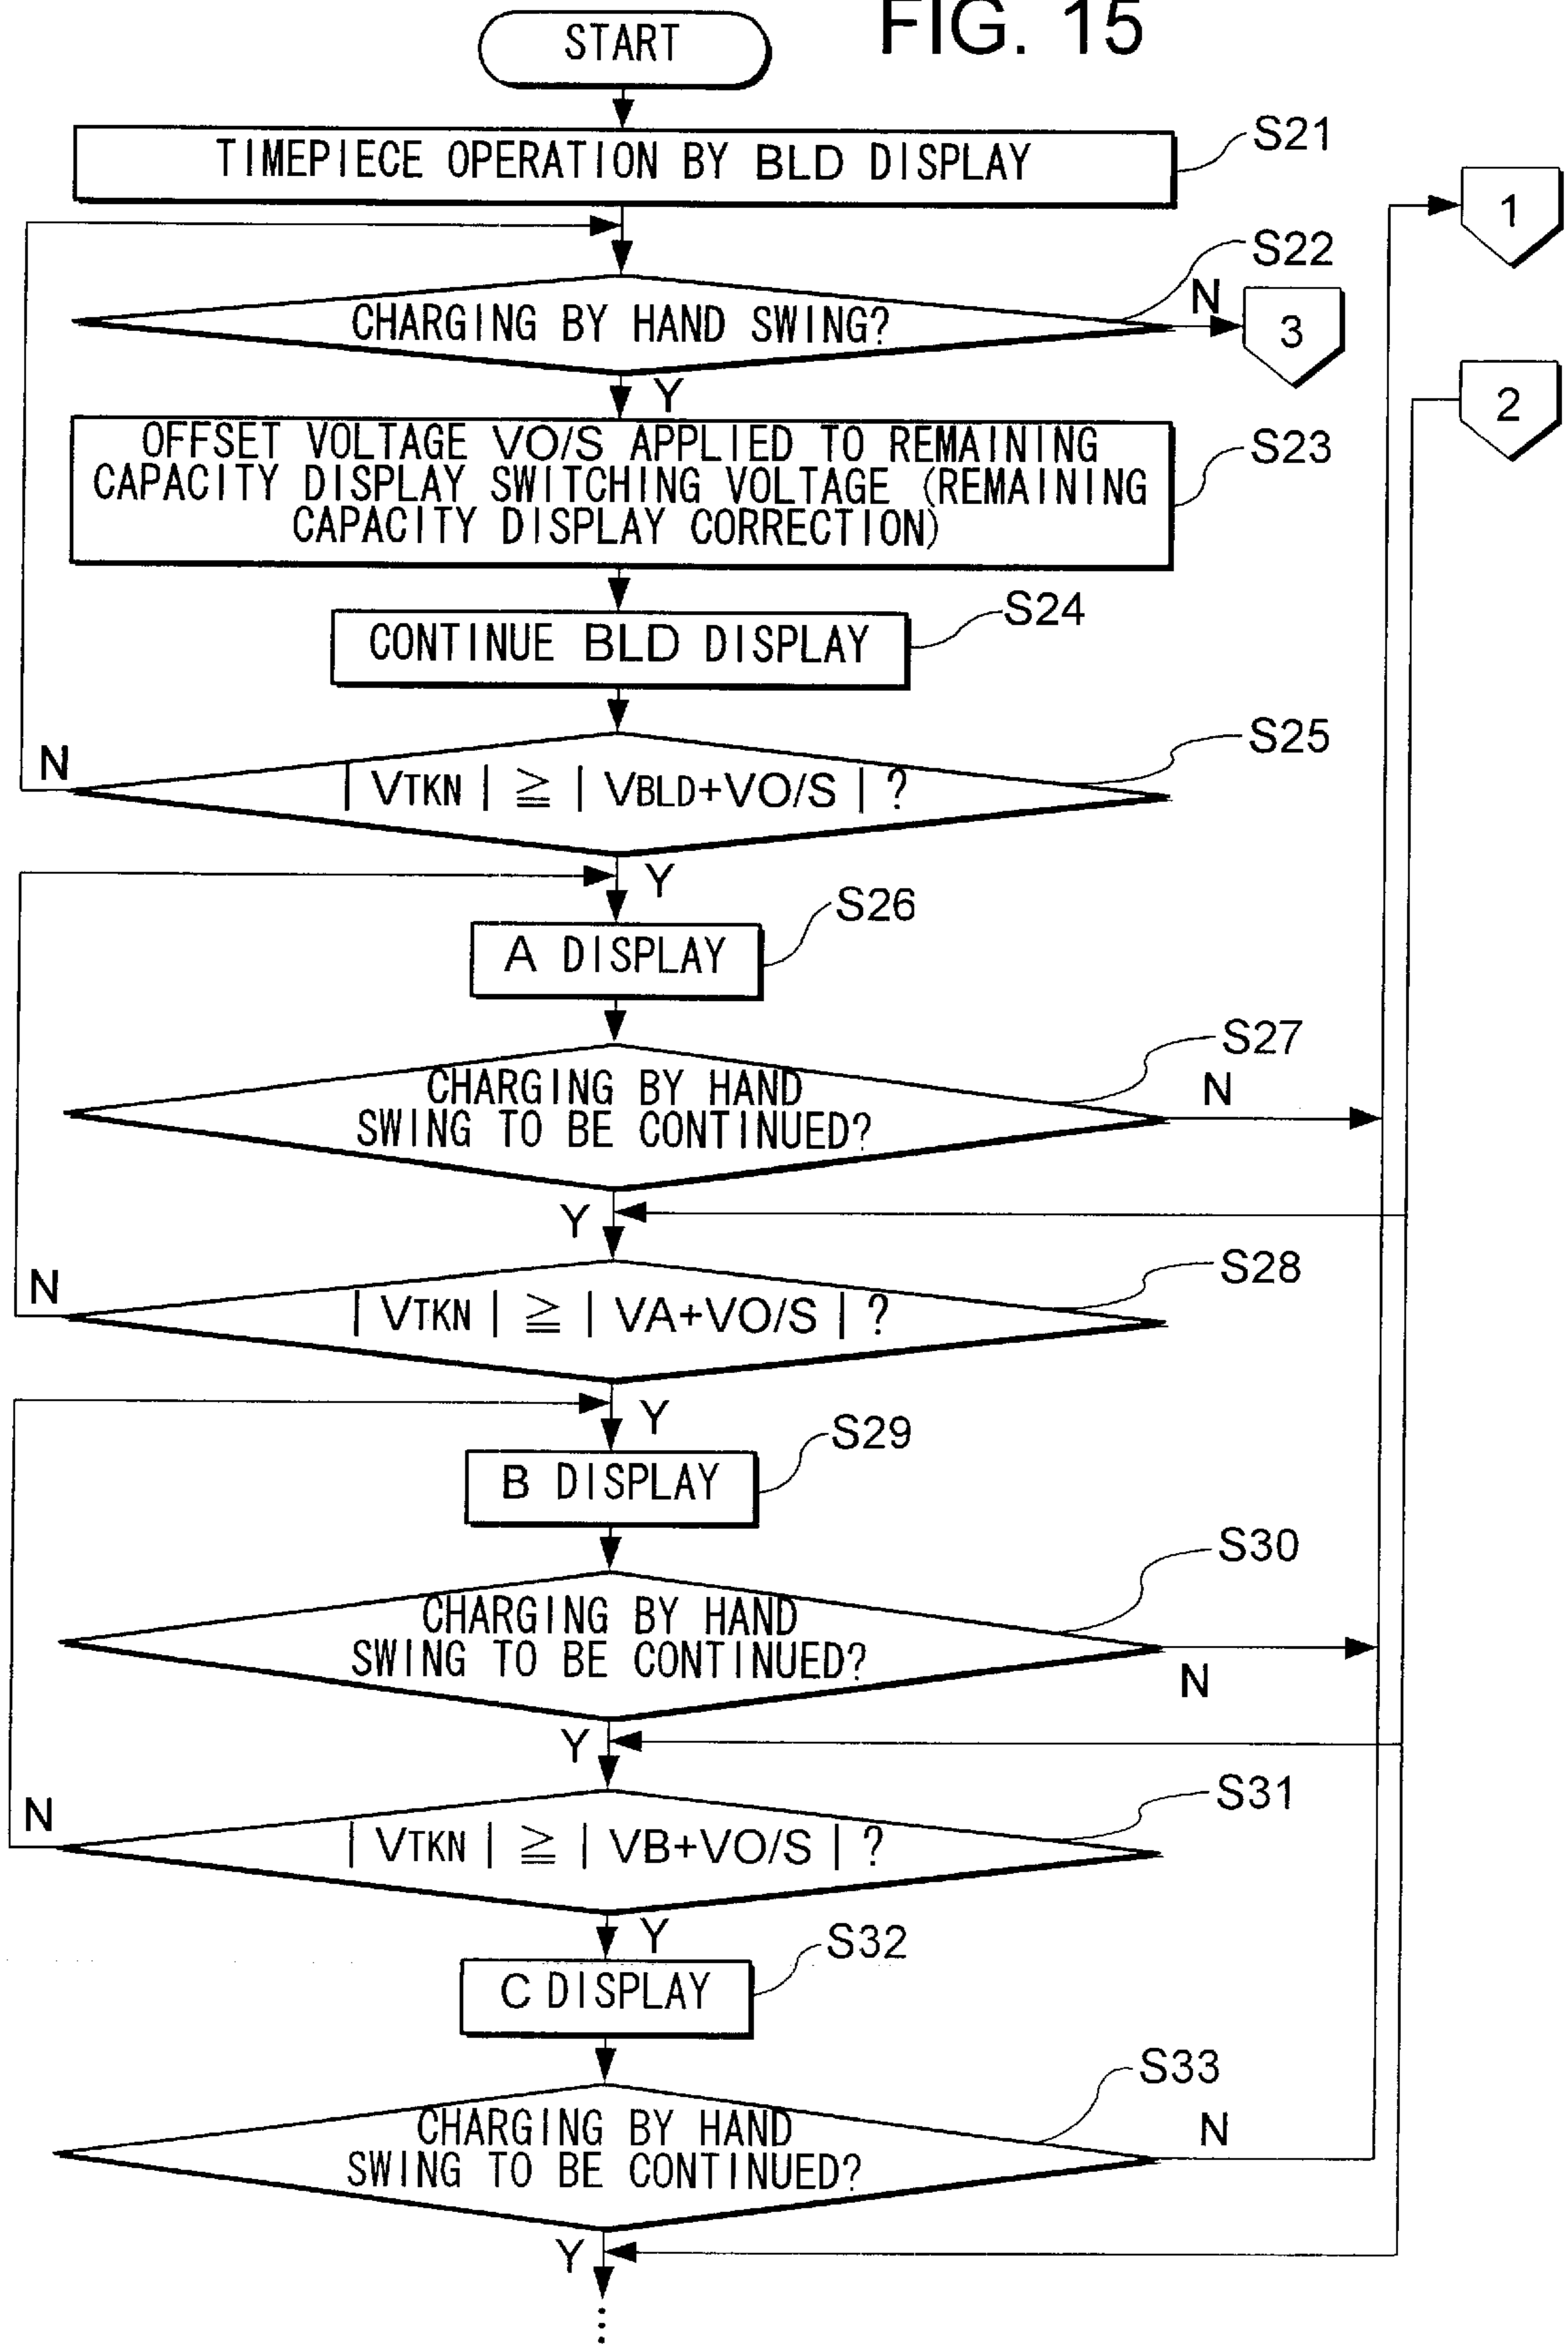 FIG. 15
START
TIMEPIECE OPERATION BY BLD DISPLAY
S21
1
S22
CHARGING BY HAND SWING?
N
3
Y
2
OFFSET VOLTAGE VO/S APPLIED TO REMAINING
CAPACITY DISPLAY SWITCHING VOLTAGE (REMAINING
CAPACITY DISPLAY CORRECTION)
S23
CONTINUE BLD DISPLAY
S24
S25
N
| VTKN | ≧ | VBLD+VO/S | ?
Y
A DISPLAY
S26
S27
CHARGING BY HAND
SWING TO BE CONTINUED?
N
Y
S28
N
| VTKN | ≧ | VA+VO/S | ?
Y
B DISPLAY
S29
S30
CHARGING BY HAND
SWING TO BE CONTINUED?
N
Y
S31
N
| VTKN | ≧ | VB+VO/S | ?
Y
C DISPLAY
S32
S33
CHARGING BY HAND
SWING TO BE CONTINUED?
N
Y
⋮